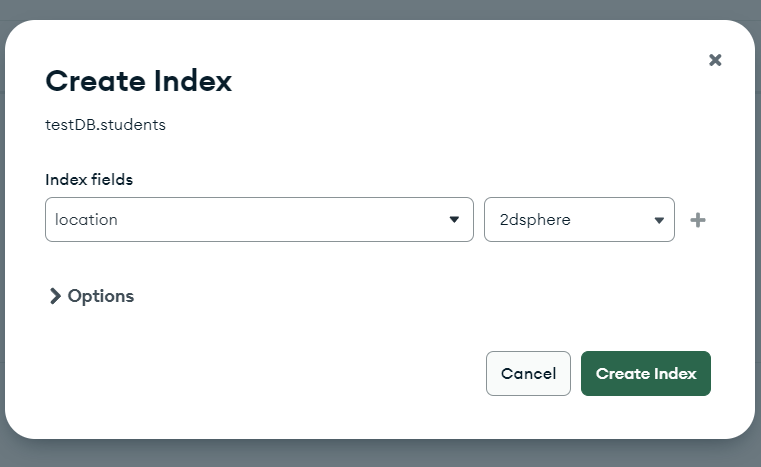 Create Index
testDB.students
Index fields
location 2dsphere
Options
Cancel Create Index